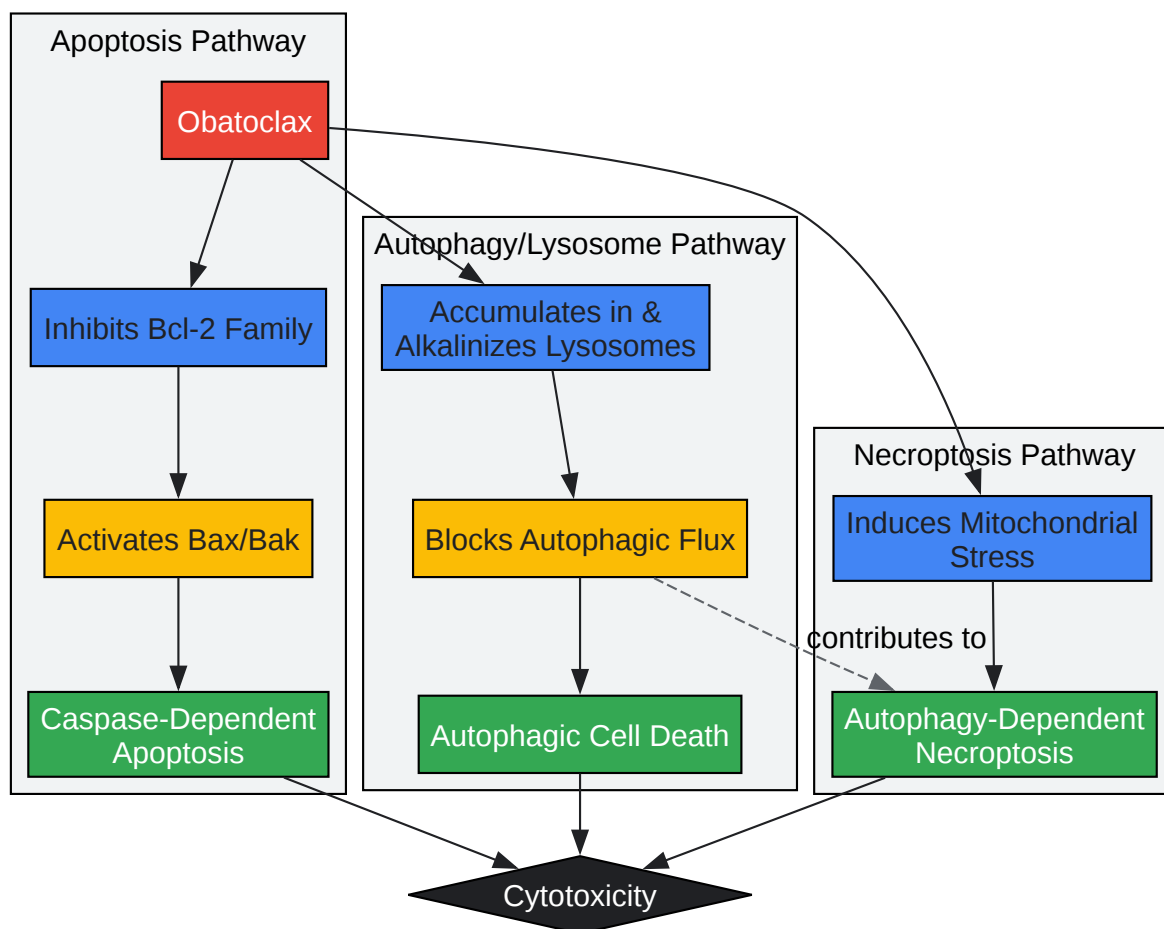 Apoptosis Pathway
Obatoclax
Inhibits Bcl-2 Family
Activates Bax/Bak
Caspase-Dependent
Apoptosis
Autophagy/Lysosome Pathway
Accumulates in &
Alkalinizes Lysosomes
Blocks Autophagic Flux
Autophagic Cell Death
Necroptosis Pathway
Induces Mitochondrial
Stress
contributes to
Autophagy-Dependent
Necroptosis
Cytotoxicity